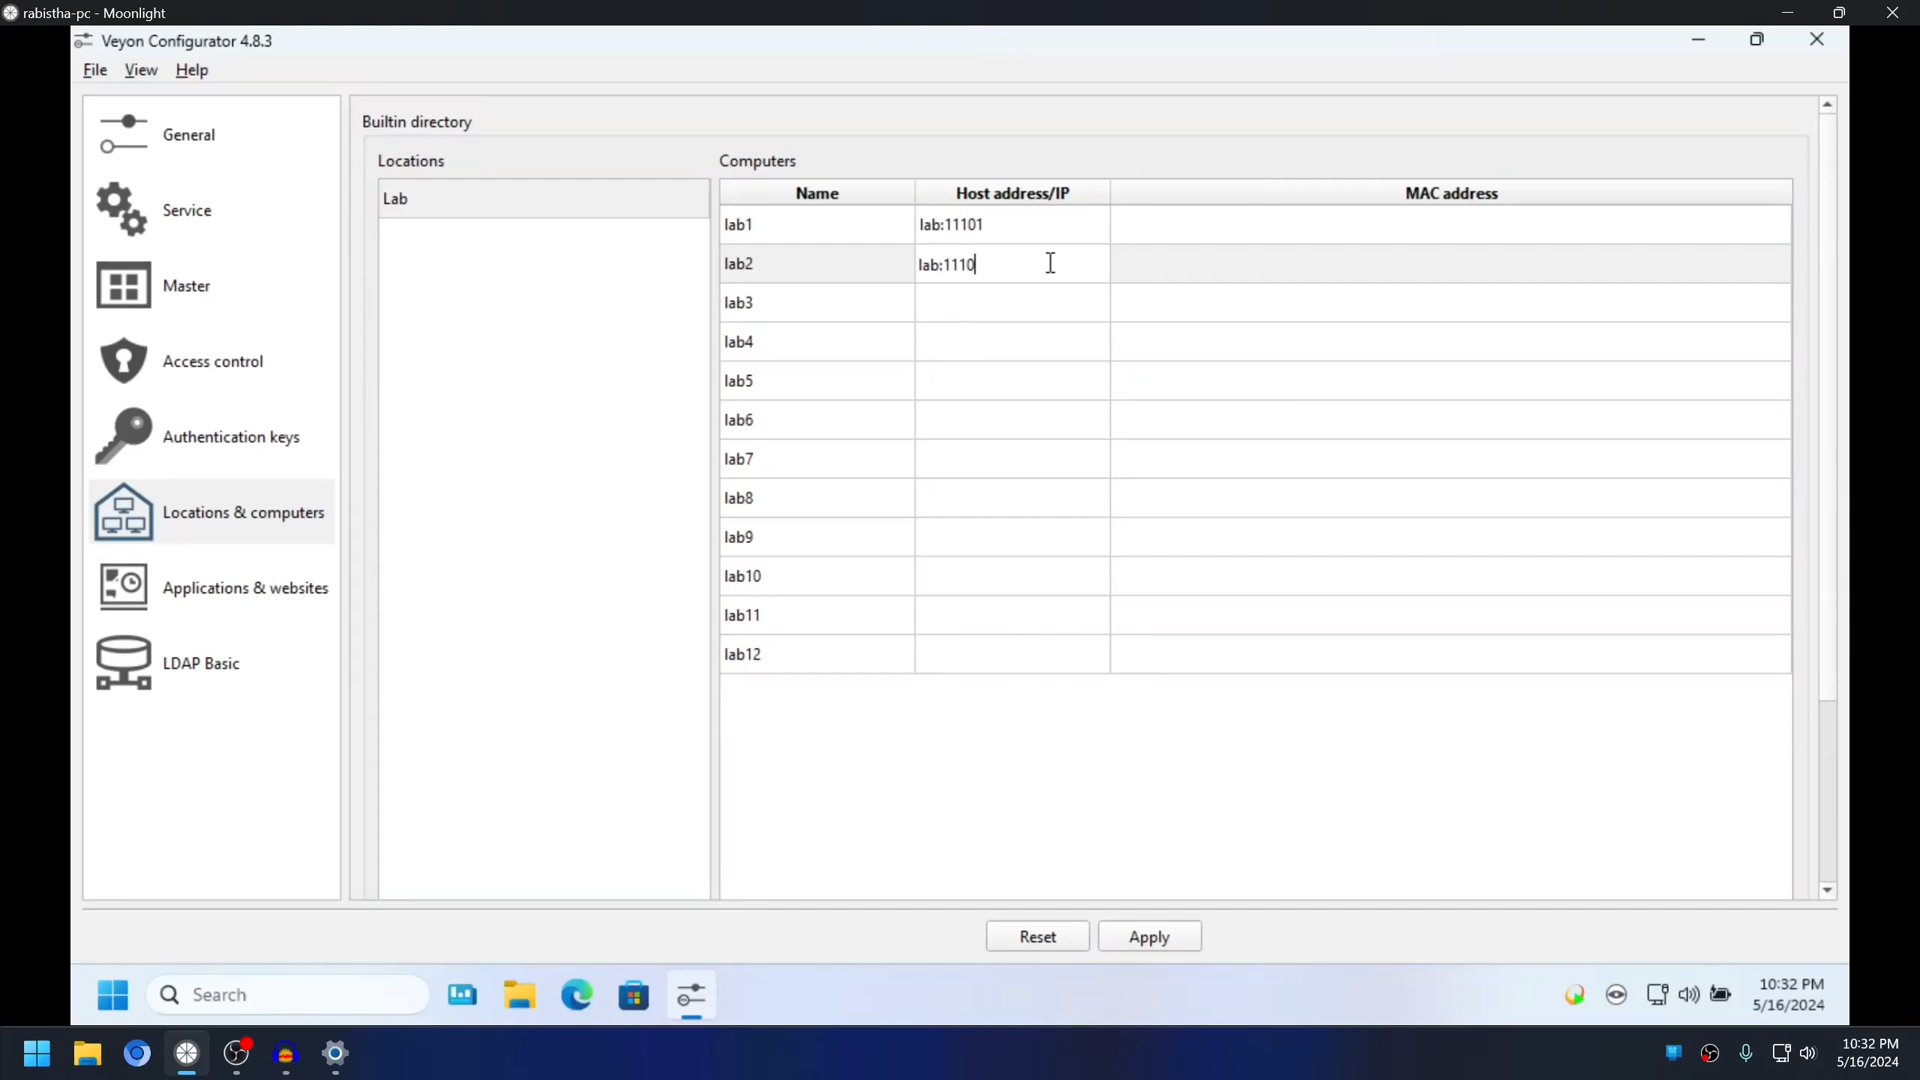 rabistha-pc - Moonlight
Veyon Configurator 4.8.3
File View Help
General
Service
Master
Access control
Authentication keys
Locations & computers
Applications & websites
LDAP Basic
Builtin directory
Locations
Lab
Computers
Name Host address/IP MAC address
lab1 lab:11101
lab2 lab:1110
lab3
lab4
lab5
lab6
lab7
lab8
lab9
lab10
lab11
lab12
Reset Apply
Search
10:32 PM
5/16/2024
10:32 PM
5/16/2024